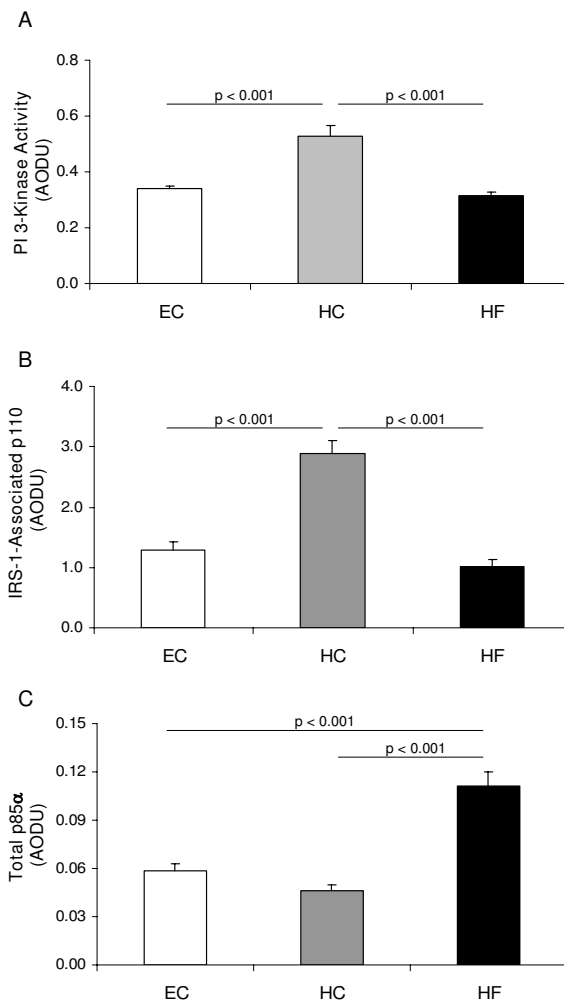 A
PI 3-Kinase Activity
(AODU)
0.8
0.6
0.4
0.2
0.0
p < 0.001
p < 0.001
EC
HC
HF
B
IRS-1-Associated p110
(AODU)
4.0
3.0
2.0
1.0
0.0
p < 0.001
p < 0.001
EC
HC
HF
C
Total p85α
(AODU)
0.15
0.12
0.09
0.06
0.03
0.00
p < 0.001
p < 0.001
EC
HC
HF